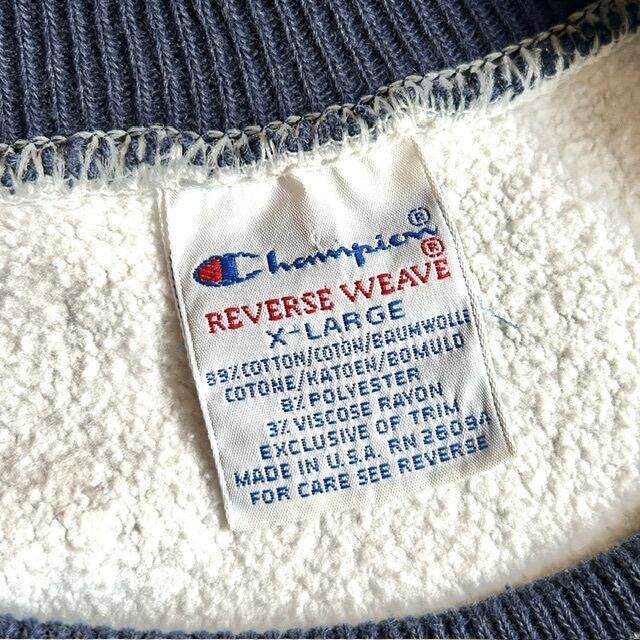 Champion®
REVERSE WEAVE®
X-LARGE
89%COTTON/COTON/BAUMWOLLE
COTONE/KATOEN/BOMULD
8% POLYESTER
3% VISCOSE RAYON
EXCLUSIVE OF TRIM
MADE IN U.S.A. RN 26094
FOR CARE SEE REVERSE